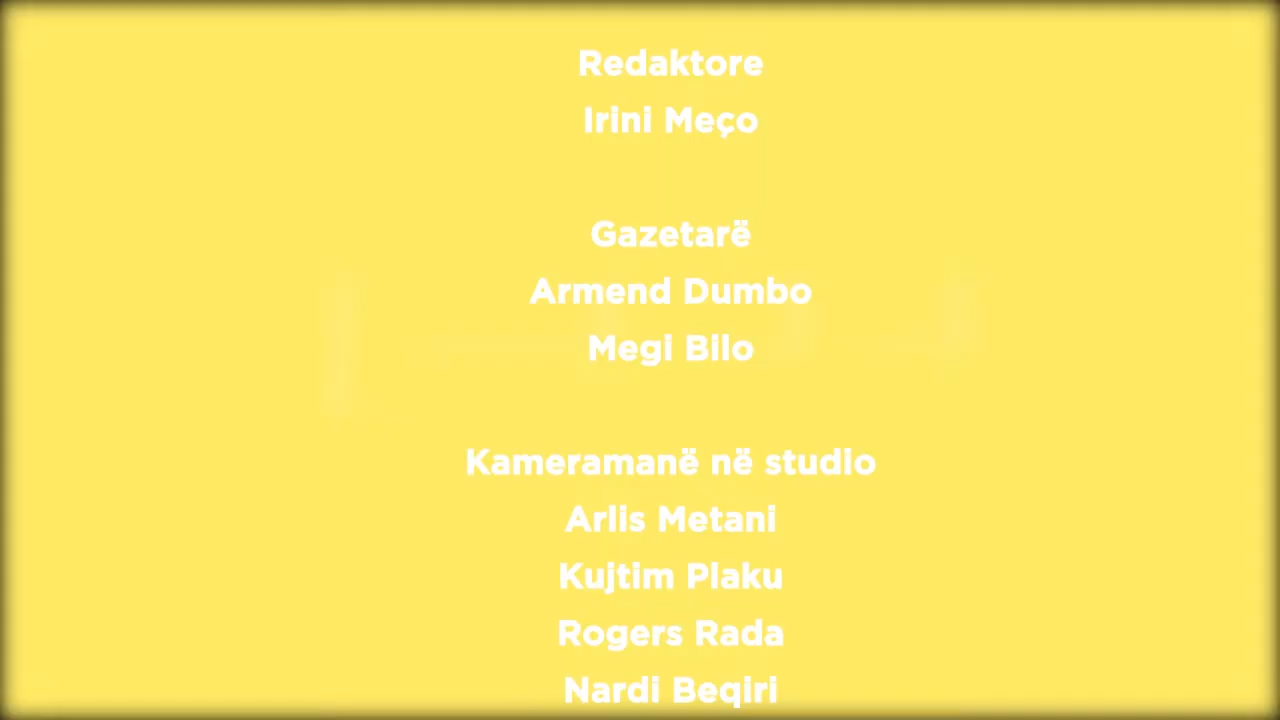 Redaktore
Irini Meço
Gazetarë
Armend Dumbo
Megi Bilo
Kameramanë në studio
Arlis Metani
Kujtim Plaku
Rogers Rada
Nardi Beqiri